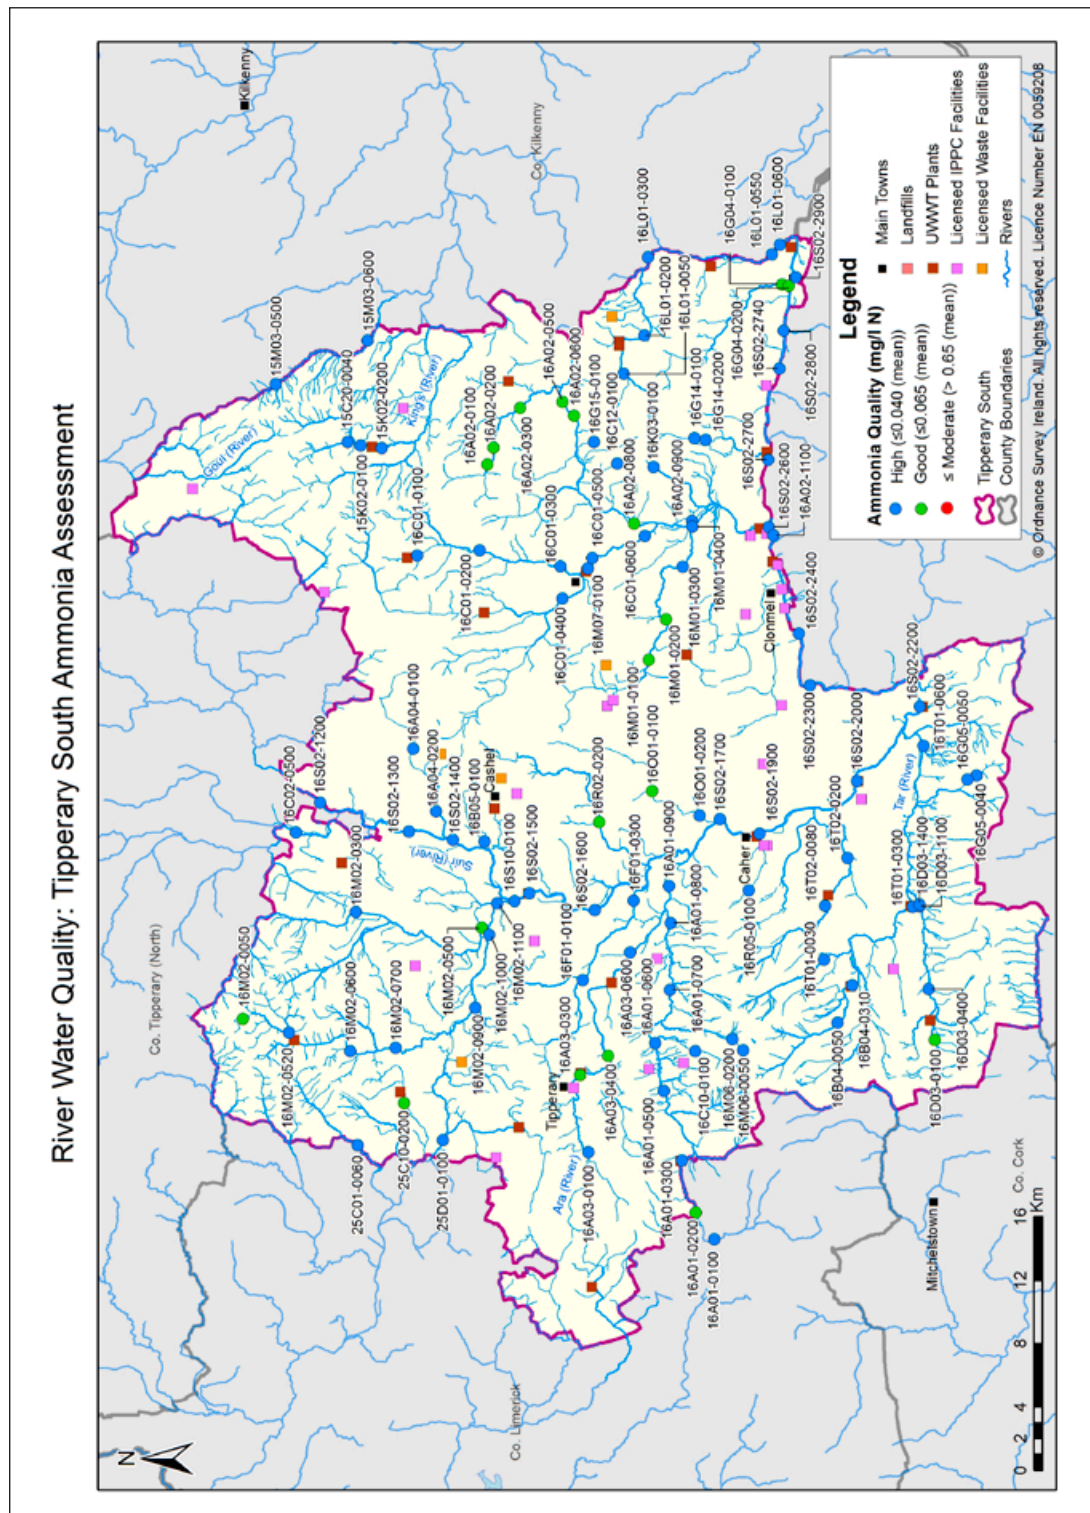 River Water Quality: Tipperary South Ammonia Assessment
N
Co. Tipperary (North)
Co. Limerick
Co. Kilkenny
Co. Cork
Kilkenny
Mitchelstown
Tipperary
Cashel
Caher
Clonmel
Goul (River)
King's (River)
Suir (River)
Ara (River)
Tar (River)
15M03-0500
15M03-0600
15C20-0040
15K02-0200
15K02-0100
16C01-0100
16C01-0200
16A02-0100
16A02-0200
16A02-0300
16A02-0500
16A02-0600
16G15-0100
16C12-0100
16C01-0300
16C01-0500
16C01-0400
16M07-0100
16C01-0600
16A02-0800
16K03-0100
16A02-0900
16L01-0300
16L01-0200
16L01-0050
16G14-0100
16G14-0200
16G04-0100
16L01-0550
16L01-0600
16S02-2900
16G04-0200
16S02-2740
16S02-2800
16S02-2700
16S02-2600
16A02-1100
16M01-0400
16M01-0300
16M01-0200
16M01-0100
16S02-2400
16S02-2300
16S02-2200
16T01-0600
16G05-0050
16G05-0040
16S02-2000
16T02-0200
16T02-0080
16T01-0300
16D03-1400
16D03-1100
16T01-0030
16B04-0310
16B04-0050
16D03-0400
16D03-0100
16C02-0500
16S02-1200
16A04-0100
16S02-1300
16A04-0200
16S02-1400
16B05-0100
16S10-0100
16S02-1500
16S02-1600
16R02-0200
16F01-0300
16F01-0100
16O01-0100
16O01-0200
16S02-1700
16S02-1900
16A01-0900
16A01-0800
16R05-0100
16A01-0700
16A01-0600
16A03-0600
16A03-0300
16A03-0400
16A01-0500
16C10-0100
16M06-0200
16M06-0050
16A03-0100
16A01-0300
16A01-0200
16A01-0100
16M02-0050
16M02-0300
16M02-0520
16M02-0600
16M02-0700
16M02-0500
16M02-1000
16M02-1100
16M02-0900
25C01-0060
25C10-0200
25D01-0100
Legend
Ammonia Quality (mg/l N)
High (≤0.040 (mean))
Good (≤0.065 (mean))
≤ Moderate (> 0.65 (mean))
Tipperary South
County Boundaries
Main Towns
Landfills
UWWT Plants
Licensed IPPC Facilities
Licensed Waste Facilities
Rivers
0 2 4 8 12 16
Km
© Ordnance Survey Ireland. All rights reserved. Licence Number EN 0059208